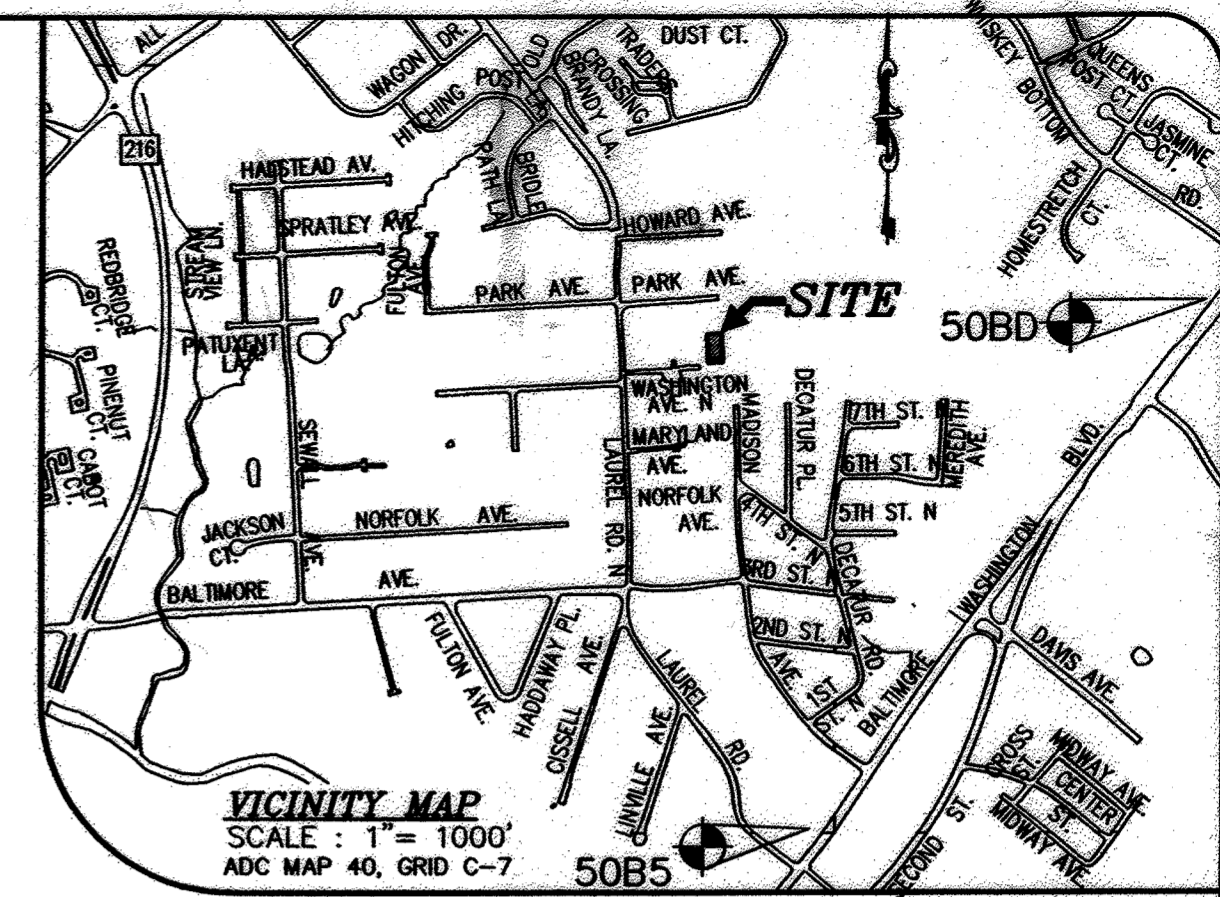 ALL
WAGON DR.
HITCHING POST LA.
OLD
BRANDY LA.
CROSSING
TRADERS
DUST CT.
WHISKEY BOTTOM
RD.
QUEENS
POST CT.
JASMINE
CT.
HOMESTRETCH
CT.
216
HALSTEAD AV.
SPRATLEY AVE.
STREAM
VIEW LN.
FULTON
AVE.
PATH LA
BRIDLE
HOWARD AVE.
PARK AVE.
PARK AVE.
SITE
50BD
REDBRIDGE
CT.
PINENUT
CT.
CABOT
CT.
PATUXENT
LA.
SEWALL
AVE.
WASHINGTON
AVE. N
MARYLAND
AVE.
NORFOLK
AVE.
LAUREL RD. N
MADISON
AVE.
DECATUR PL.
7TH ST. N
6TH ST. N
5TH ST. N
4TH ST. N
3RD ST. N
2ND ST. N
1ST
ST. N
MEREDITH
AVE.
DECATUR RD.
JACKSON
CT.
NORFOLK AVE.
BALTIMORE AVE.
FULTON AVE.
HADDAWAY PL.
CISSELL AVE.
LINVILLE AVE.
LAUREL RD.
BALTIMORE
WASHINGTON
BLVD.
DAVIS AVE.
CROSS
ST.
MIDWAY AVE.
CENTER
ST.
MIDWAY AVE
SECOND ST.
VICINITY MAP
SCALE : 1"= 1000'
ADC MAP 40, GRID C-7
50B5